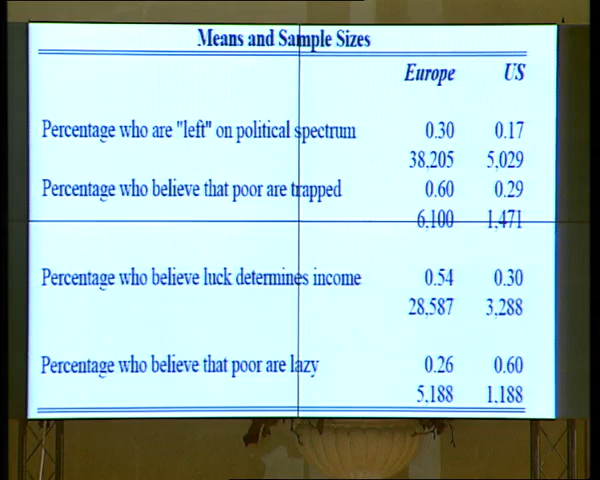 Means and Sample Sizes
Europe US
Percentage who are "left" on political spectrum 0.30 0.17
38,205 5,029
Percentage who believe that poor are trapped 0.60 0.29
6,100 1,471
Percentage who believe luck determines income 0.54 0.30
28,587 3,288
Percentage who believe that poor are lazy 0.26 0.60
5,188 1,188